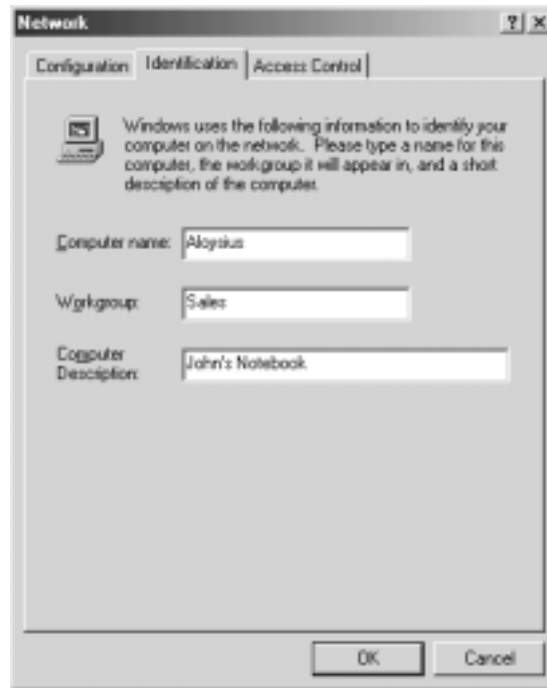 Network
Configuration Identification Access Control
Windows uses the following information to identify your
computer on the network. Please type a name for this
computer, the workgroup it will appear in, and a short
description of the computer.
Computer name: Aloysius
Workgroup: Sales
Computer
Description: John's Notebook
OK Cancel